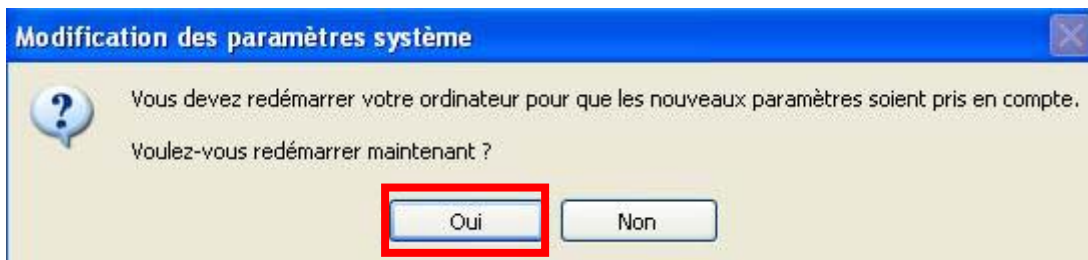 Modification des paramètres système
Vous devez redémarrer votre ordinateur pour que les nouveaux paramètres soient pris en compte.
Voulez-vous redémarrer maintenant ?
Oui Non